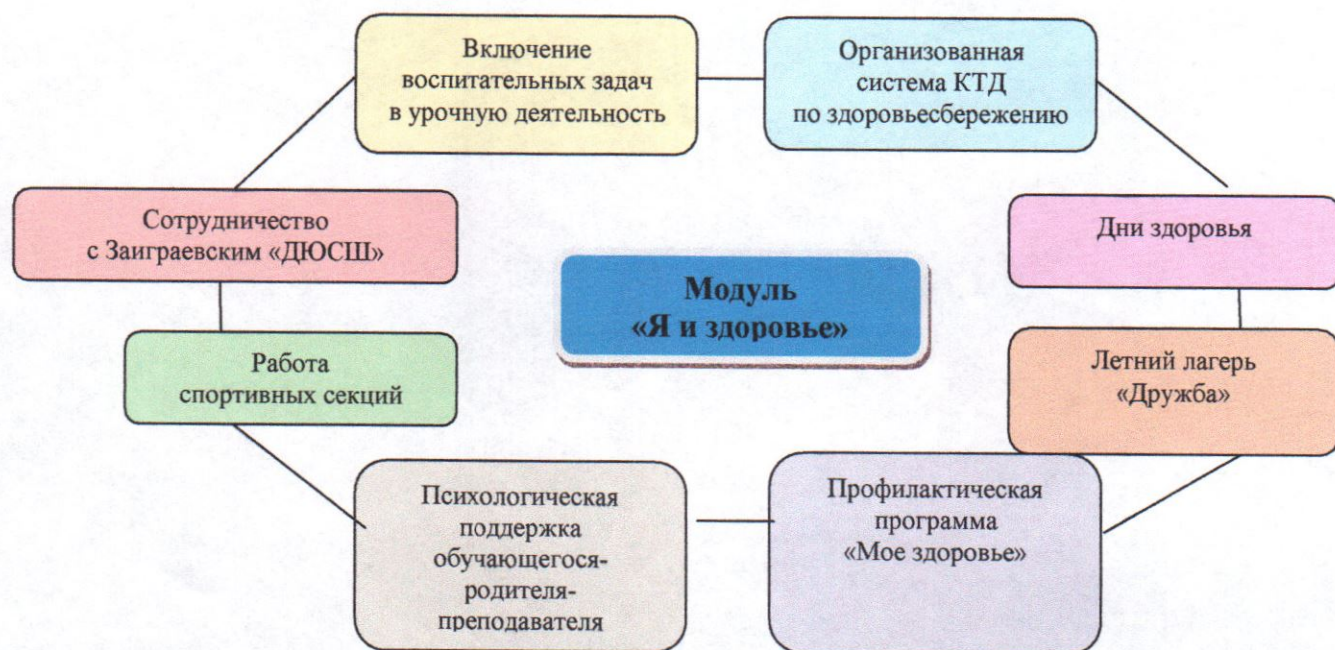 Включение
воспитательных задач
в урочную деятельность
Организованная
система КТД
по здоровьесбережению
Сотрудничество
с Заиграевским «ДЮСШ»
Дни здоровья
Модуль
«Я и здоровье»
Работа
спортивных секций
Летний лагерь
«Дружба»
Психологическая
поддержка
обучающегося-
родителя-
преподавателя
Профилактическая
программа
«Мое здоровье»